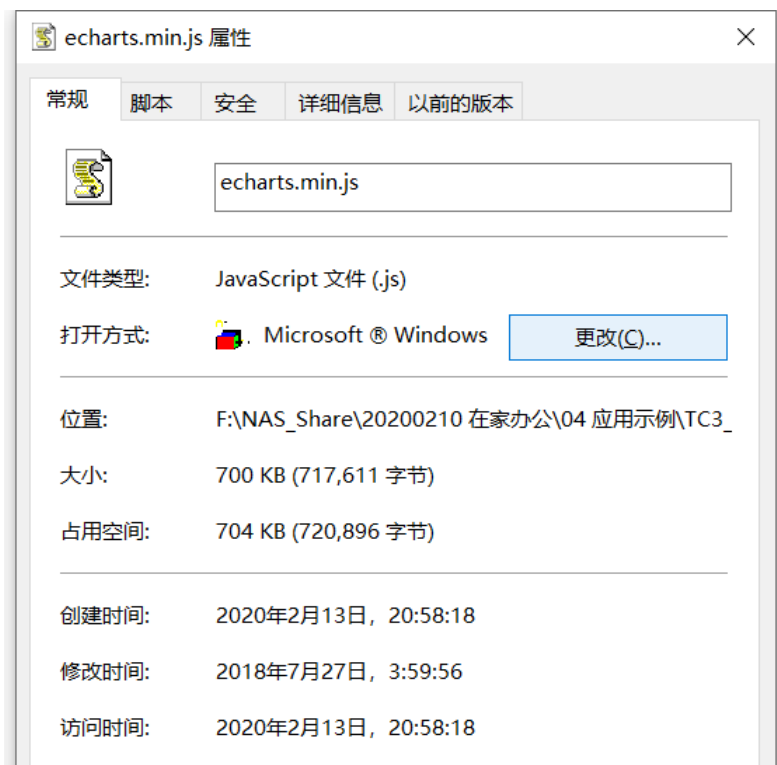 echarts.min.js 属性
常规 脚本 安全 详细信息 以前的版本
echarts.min.js
文件类型: JavaScript 文件 (.js)
打开方式: Microsoft ® Windows 更改(C)...
位置: F:\NAS_Share\20200210 在家办公\04 应用示例\TC3_
大小: 700 KB (717,611 字节)
占用空间: 704 KB (720,896 字节)
创建时间: 2020年2月13日，20:58:18
修改时间: 2018年7月27日，3:59:56
访问时间: 2020年2月13日，20:58:18